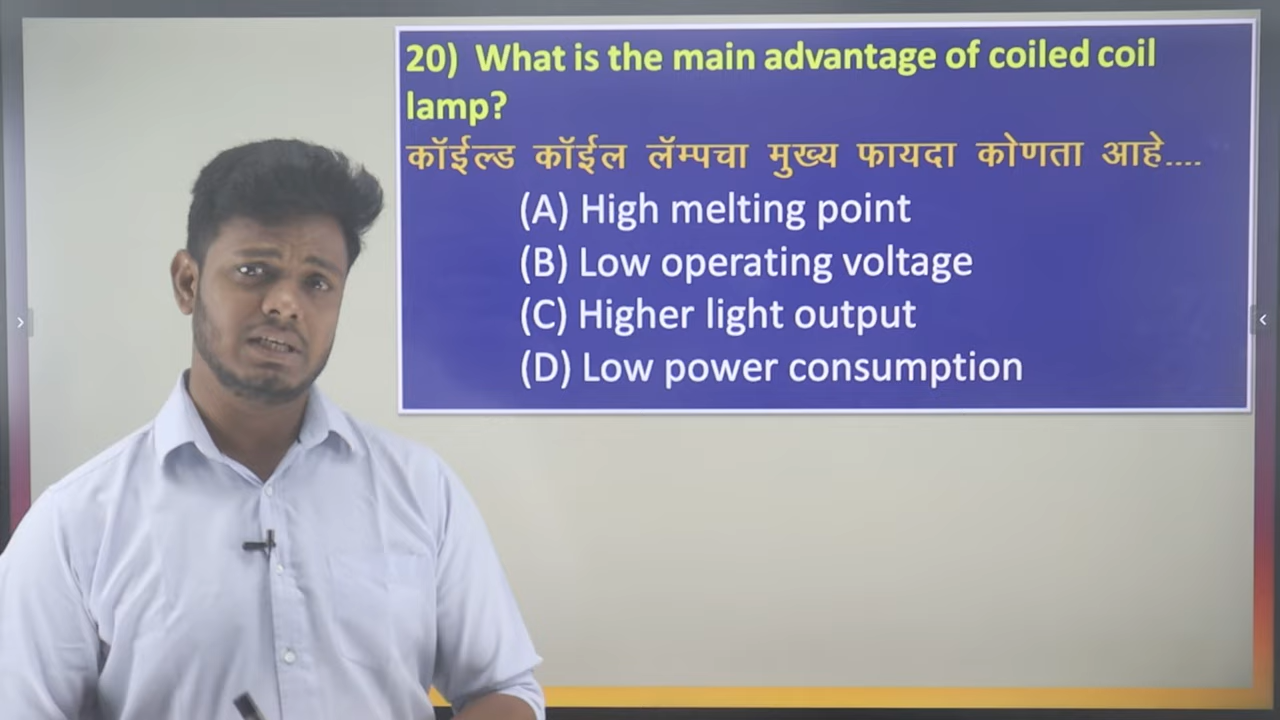 20) What is the main advantage of coiled coil
lamp?
कॉईल्ड कॉईल लॅम्पचा मुख्य फायदा कोणता आहे....
(A) High melting point
(B) Low operating voltage
(C) Higher light output
(D) Low power consumption